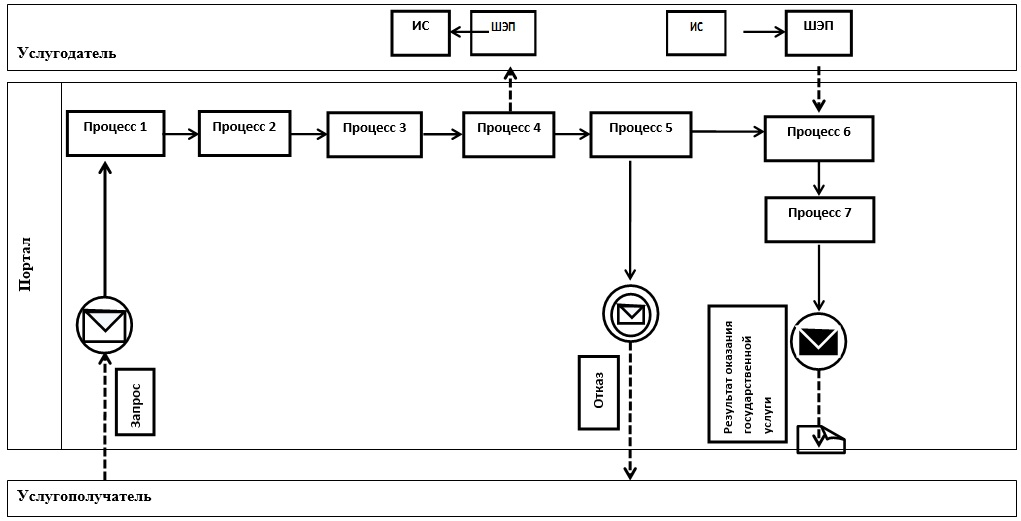 Услугодатель
ИС
ШЭП
ИС
ШЭП
Портал
Процесс 1
Процесс 2
Процесс 3
Процесс 4
Процесс 5
Процесс 6
Процесс 7
Запрос
Отказ
Результат оказания
государственной
услуги
Услугополучатель